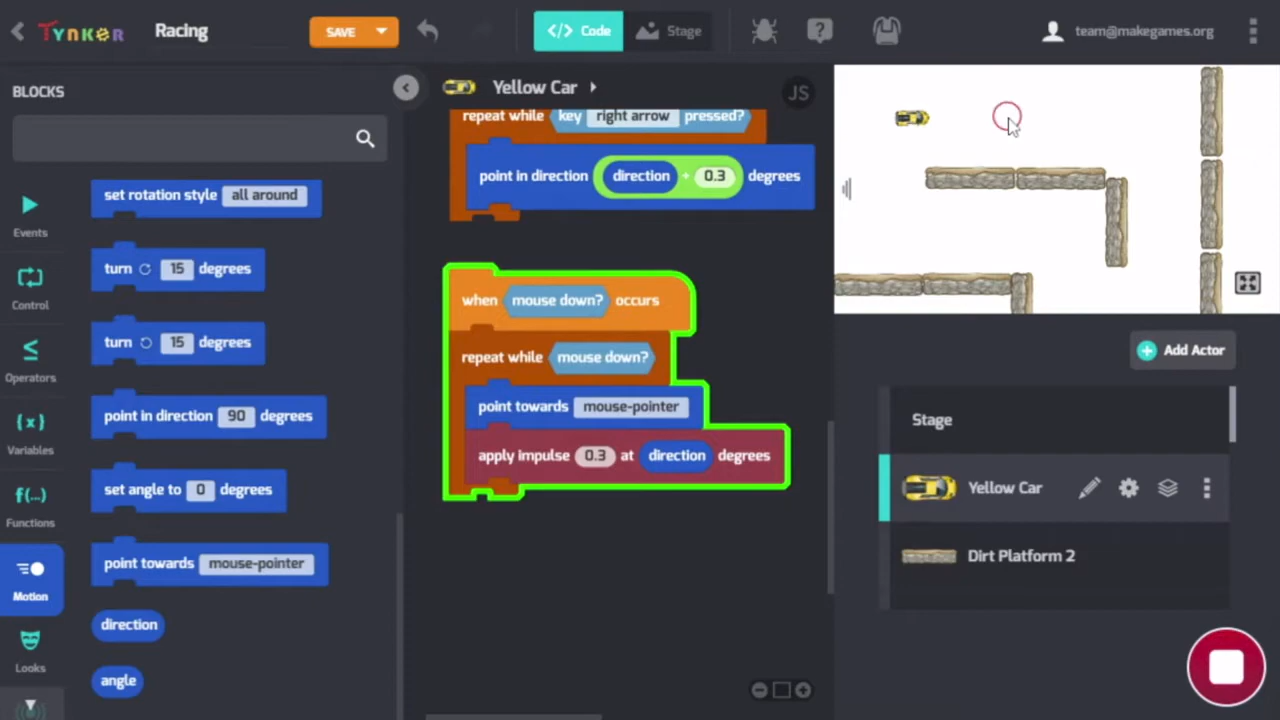 TYNKER
Racing
SAVE
</> Code
Stage
?
team@makegames.org
BLOCKS
Yellow Car
JS
repeat while key right arrow pressed?
point in direction direction + 0.3 degrees
set rotation style all around
turn 15 degrees
turn 15 degrees
point in direction 90 degrees
set angle to 0 degrees
point towards mouse-pointer
direction
angle
Events
Control
≤
Operators
{x}
Variables
f(...)
Functions
Motion
Looks
when mouse down? occurs
repeat while mouse down?
point towards mouse-pointer
apply impulse 0.3 at direction degrees
Add Actor
Stage
Yellow Car
Dirt Platform 2